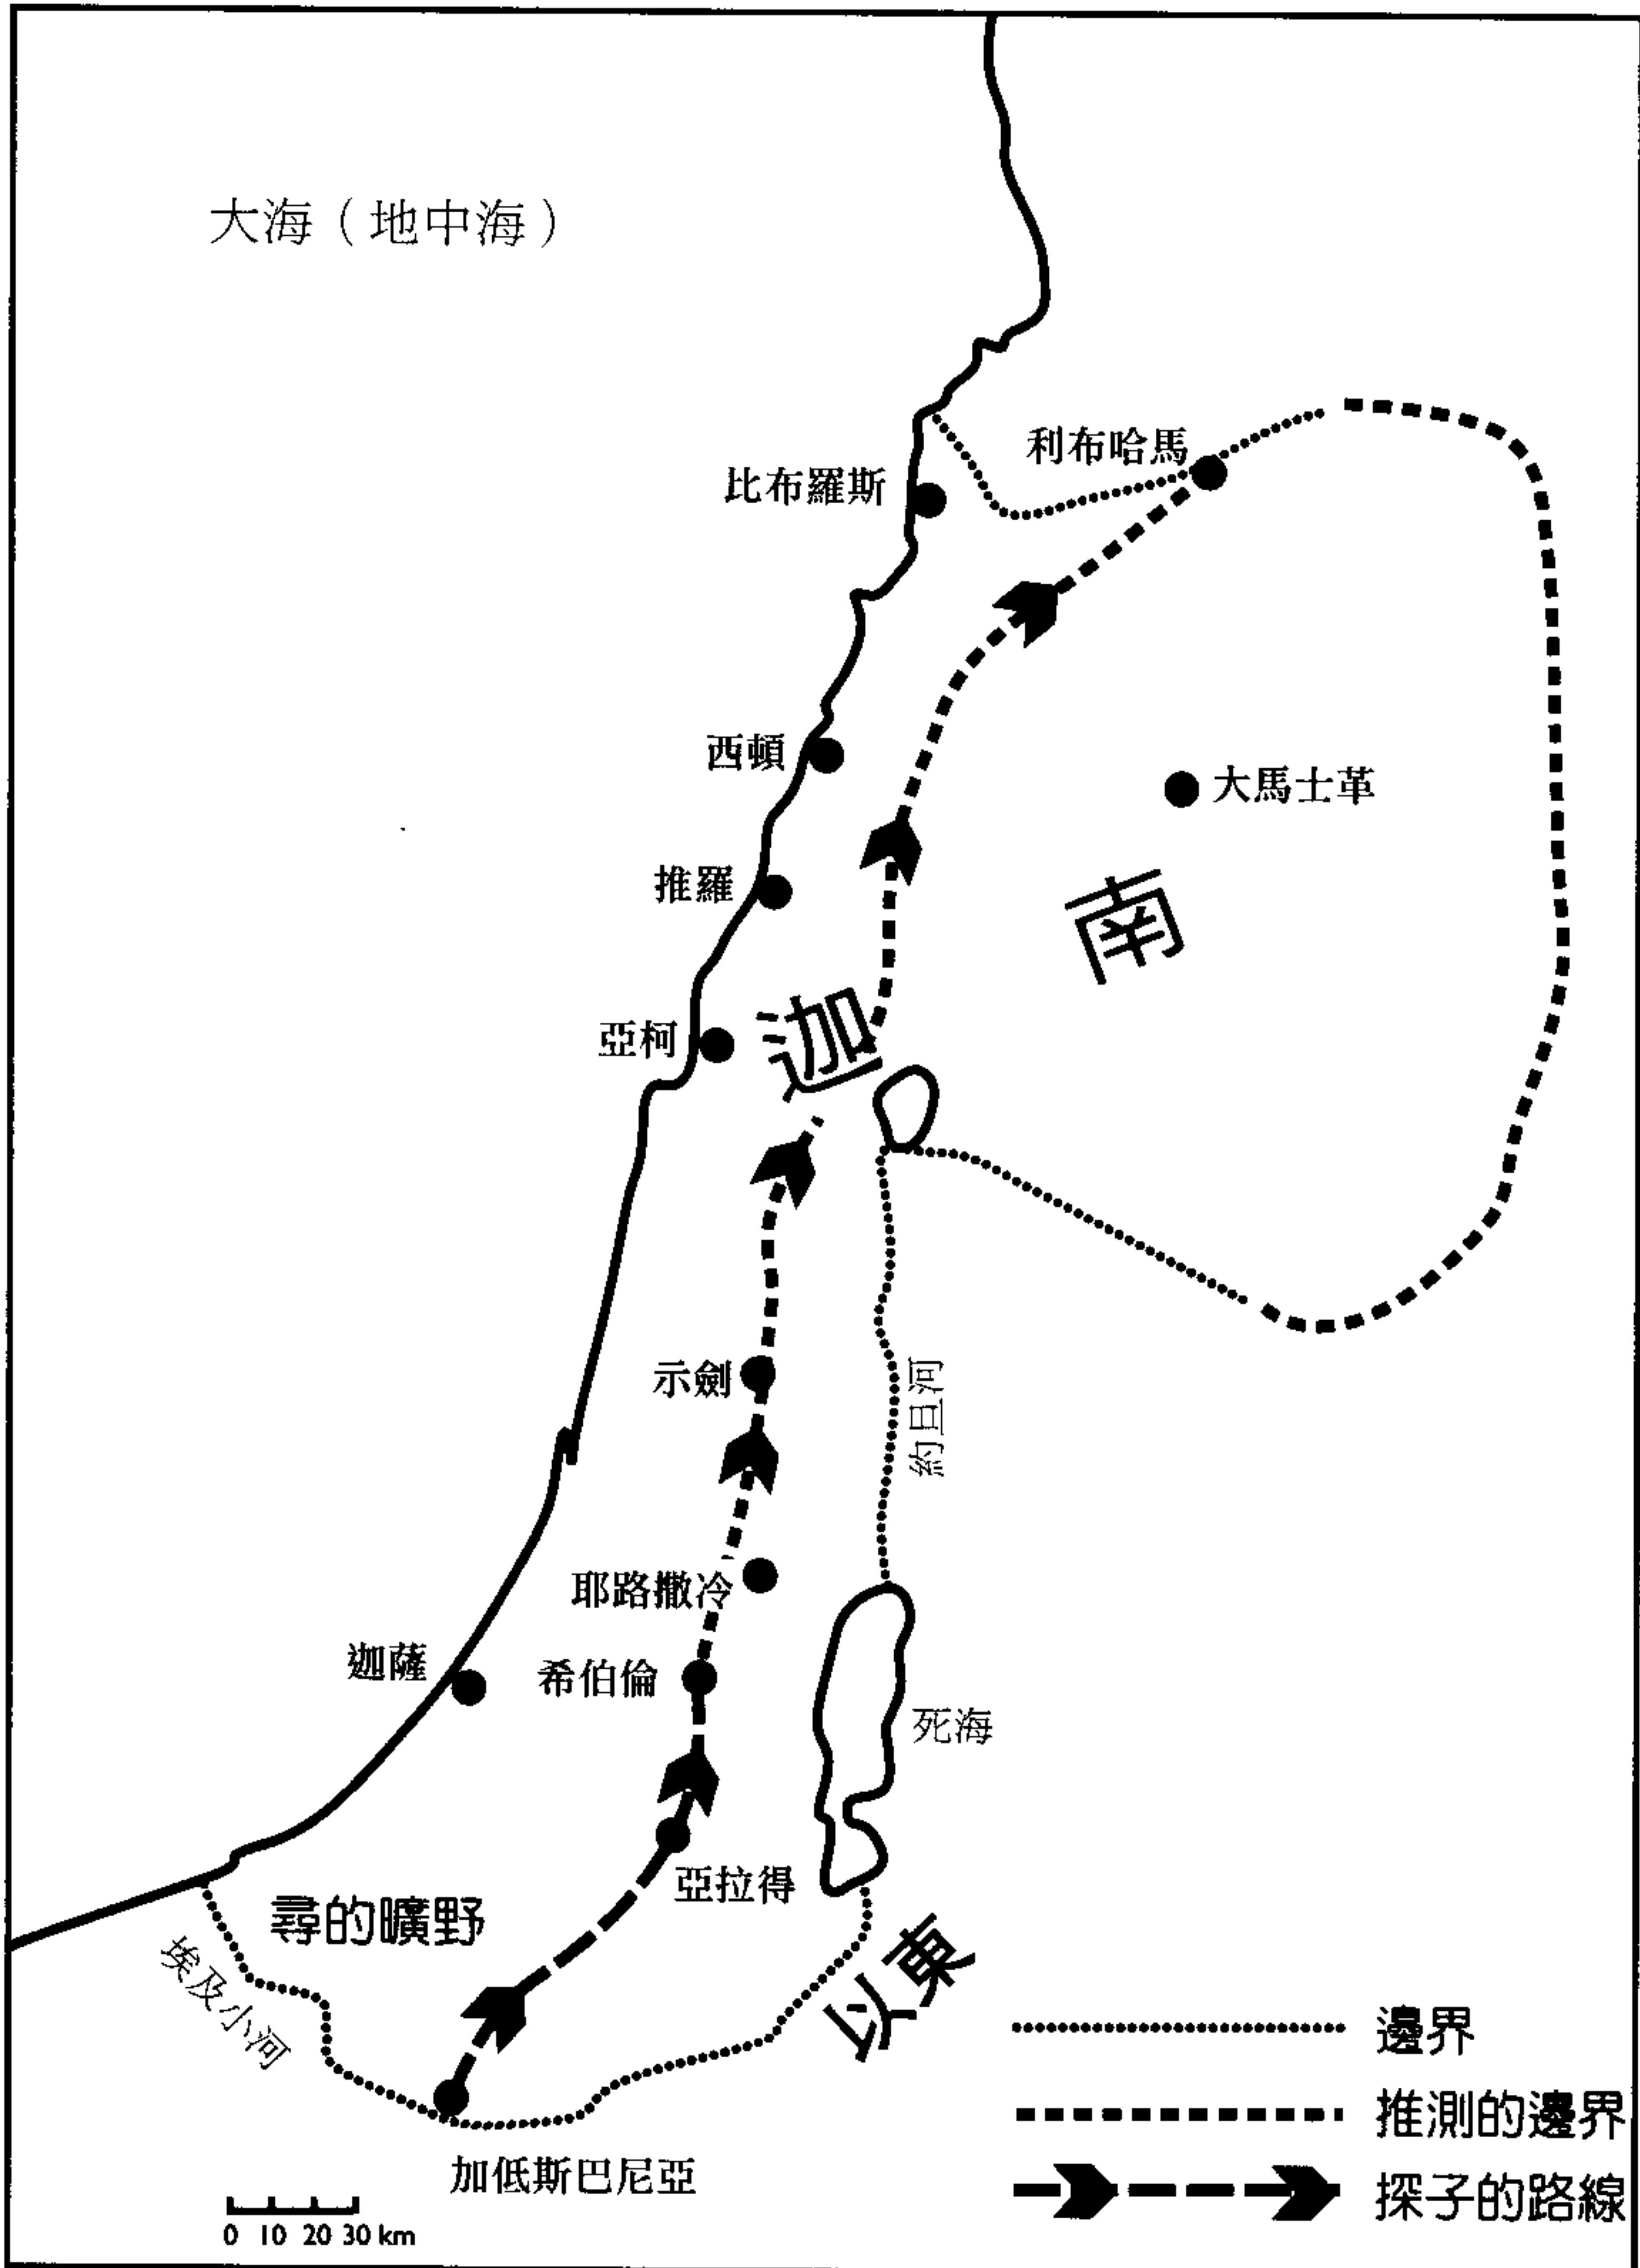 大海（地中海）
利布哈馬
比布羅斯
西頓
大馬士革
推羅
南
迦
亞柯
示劍
約旦河
耶路撒冷
迦薩
希伯倫
死海
亞拉得
尋的曠野
埃及小河
以東
加低斯巴尼亞
邊界
推測的邊界
探子的路線
0 10 20 30 km